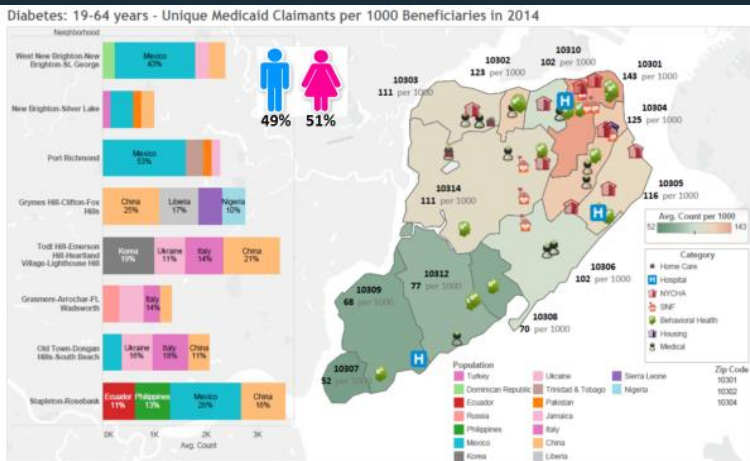 Diabetes: 19-64 years - Unique Medicaid Claimants per 1000 Beneficiaries in 2014
Neighborhood
West New Brighton-New
Brighton-St. George
Mexico
43%
New Brighton-Silver Lake
Port Richmond
Mexico
53%
Grymes Hill-Clifton-Fox
Hills
China
25%
Liberia
17%
Nigeria
10%
Todt Hill-Emerson
Hill-Heartland
Village-Lighthouse Hill
Korea
19%
Ukraine
11%
Italy
14%
China
21%
Grasmere-Arrochar-Ft.
Wadsworth
Italy
14%
Old Town-Dongan
Hills-South Beach
Ukraine
16%
Italy
18%
China
11%
Stapleton-Rosebank
Ecuador
11%
Philippines
13%
Mexico
28%
China
16%
0K 1K 2K 3K
Avg. Count
49% 51%
10303
111 per 1000
10302
123 per 1000
10310
102 per 1000
10301
143 per 1000
10304
125 per 1000
10314
111 per 1000
10305
116 per 1000
10306
102 per 1000
10309
68 per 1000
10312
77 per 1000
10308
70 per 1000
10307
52 per 1000
Avg. Count per 1000
52 143
Category
Home Care
H Hospital
NYCHA
SNF
Behavioral Health
Housing
Medical
Population
Turkey
Dominican Republic
Ecuador
Russia
Philippines
Mexico
Korea
Ukraine
Trinidad & Tobago
Pakistan
Jamaica
Italy
China
Liberia
Sierra Leone
Nigeria
Zip Code
10301
10302
10304